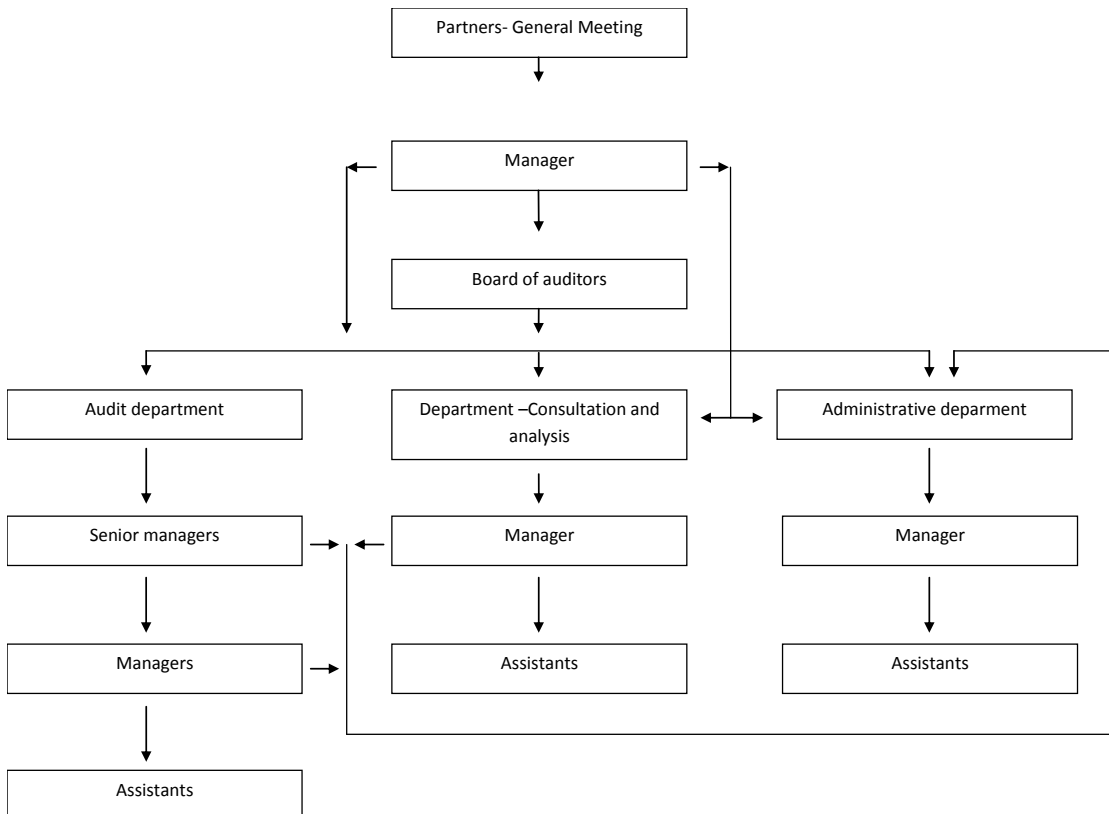 Partners- General Meeting
Manager
Board of auditors
Audit department
Department –Consultation and
analysis
Administrative deparment
Senior managers
Manager
Manager
Managers
Assistants
Assistants
Assistants